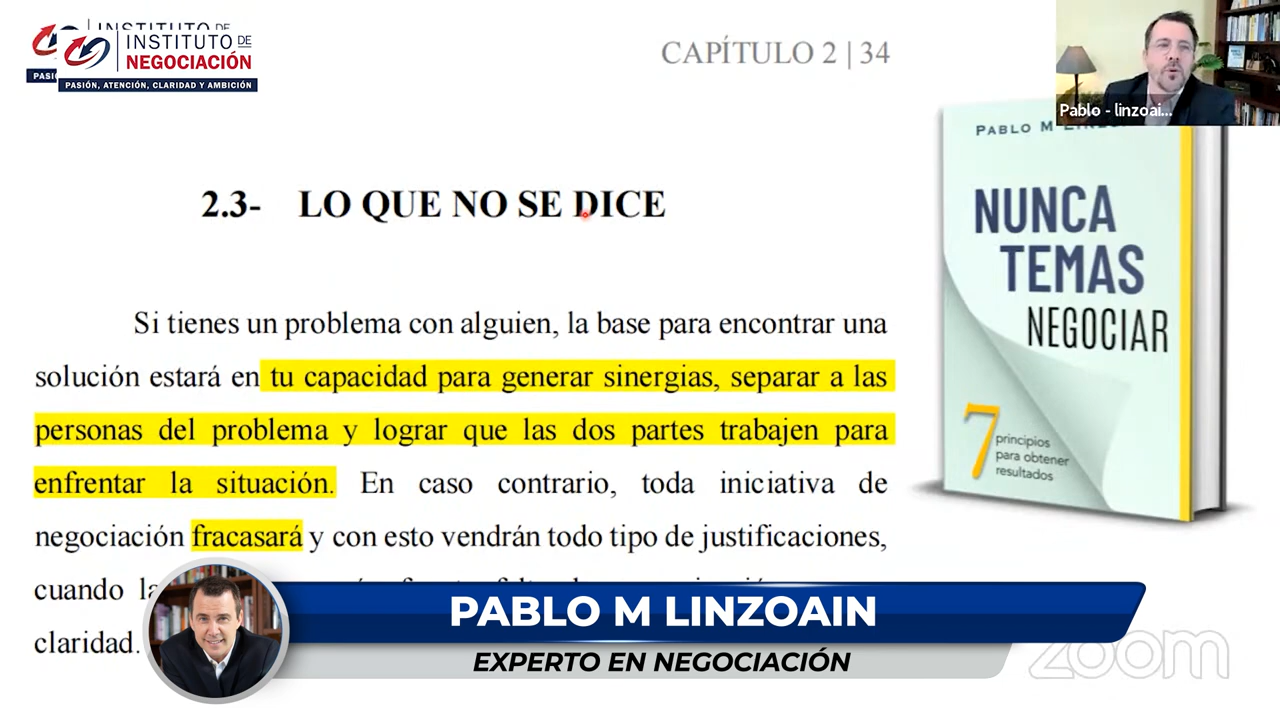 INSTITUTO DE
INSTITUTO DE
NEGOCIACIÓN
PASIÓN, ATENCIÓN, CLARIDAD Y AMBICIÓN
CAPÍTULO 2 | 34
Pablo - linzoai...
2.3- LO QUE NO SE DICE
Si tienes un problema con alguien, la base para encontrar una
solución estará en tu capacidad para generar sinergias, separar a las
personas del problema y lograr que las dos partes trabajen para
enfrentar la situación. En caso contrario, toda iniciativa de
negociación fracasará y con esto vendrán todo tipo de justificaciones,
cuando
claridad.
PABLO M
NUNCA
TEMAS
NEGOCIAR
7 principios
para obtener
resultados
PABLO M LINZOAIN
EXPERTO EN NEGOCIACIÓN
zoom